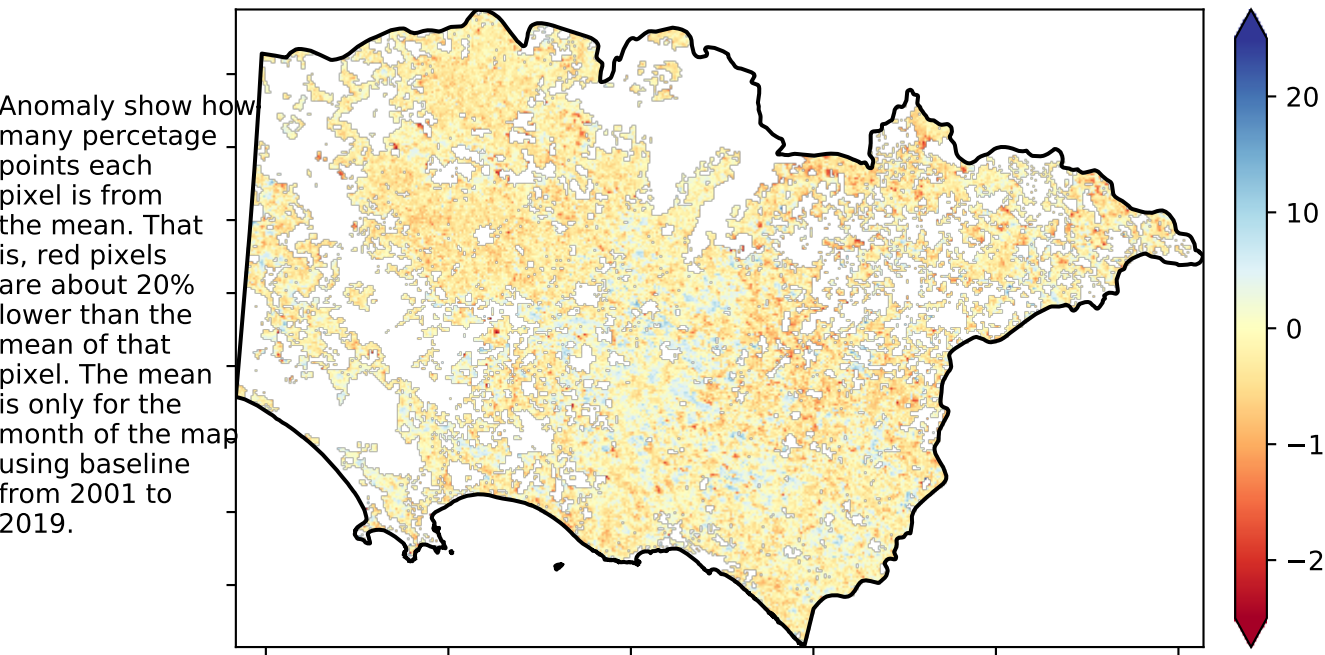 Anomaly show how
many percetage
points each
pixel is from
the mean. That
is, red pixels
are about 20%
lower than the
mean of that
pixel. The mean
is only for the
month of the map
using baseline
from 2001 to
2019.
20
10
0
−1
−2